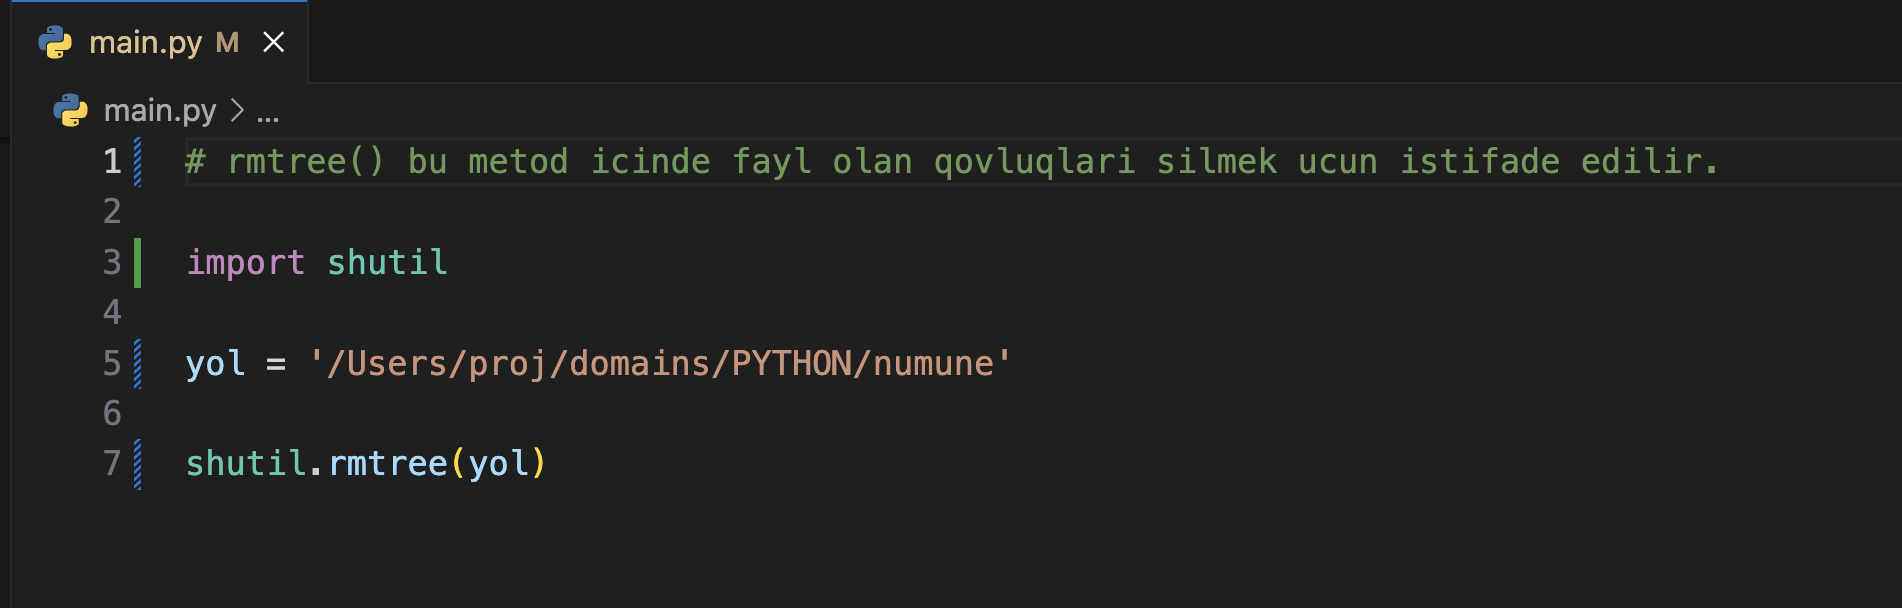 main.py M
main.py > ...
1 # rmtree() bu metod icinde fayl olan qovluqlari silmek ucun istifade edilir.
2
3 import shutil
4
5 yol = '/Users/proj/domains/PYTHON/numune'
6
7 shutil.rmtree(yol)